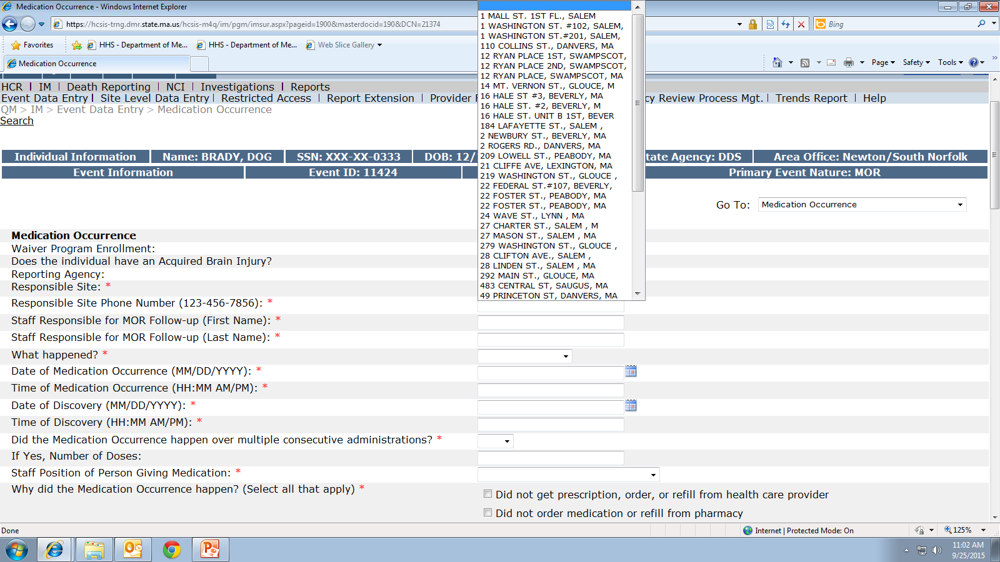 Medication Occurrence - Windows Internet Explorer
https://hcsis-trng.dmr.state.ma.us/hcsis-m4q/im/pgm/imsur.aspx?pageid=1900&masterdocid=190&DCN=21374
Bing
Favorites HHS - Department of Me... HHS - Department of Me... Web Slice Gallery
Medication Occurrence
Page Safety Tools
HCR | IM | Death Reporting | NCI | Investigations | Reports
Event Data Entry | Site Level Data Entry | Restricted Access | Report Extension | Provider
Review Process Mgt. | Trends Report | Help
QM > IM > Event Data Entry > Medication Occurrence
Search
Individual Information Name: BRADY, DOG SSN: XXX-XX-0333 DOB: 12/ tate Agency: DDS Area Office: Newton/South Norfolk
Event Information Event ID: 11424 Primary Event Nature: MOR
Go To: Medication Occurrence
1 MALL ST. 1ST FL., SALEM
1 WASHINGTON ST. #102, SALEM,
1 WASHINGTON ST.#201, SALEM,
110 COLLINS ST., DANVERS, MA
12 RYAN PLACE 1ST, SWAMPSCOT,
12 RYAN PLACE 2ND, SWAMPSCOT,
12 RYAN PLACE, SWAMPSCOT, MA
14 MT. VERNON ST., GLOUCE, M
16 HALE ST #3, BEVERLY, MA
16 HALE ST. #2, BEVERLY, M
16 HALE ST. UNIT B 1ST, BEVER
184 LAFAYETTE ST., SALEM ,
2 NEWBURY ST., BEVERLY, MA
2 ROGERS RD., DANVERS, MA
209 LOWELL ST., PEABODY, MA
21 CLIFFE AVE, LEXINGTON, MA
219 WASHINGTON ST., GLOUCE ,
22 FEDERAL ST.#107, BEVERLY,
22 FOSTER ST., PEABODY, MA
22 FOSTER ST., PEABODY, MA
24 WAVE ST., LYNN , MA
27 CHARTER ST., SALEM , M
27 MASON ST., SALEM , MA
279 WASHINGTON ST., GLOUCE ,
28 CLIFTON AVE., SALEM ,
28 LINDEN ST., SALEM , MA
292 MAIN ST., GLOUCE, MA
483 CENTRAL ST, SAUGUS, MA
49 PRINCETON ST, DANVERS, MA
Medication Occurrence
Waiver Program Enrollment:
Does the individual have an Acquired Brain Injury?
Reporting Agency:
Responsible Site: *
Responsible Site Phone Number (123-456-7856): *
Staff Responsible for MOR Follow-up (First Name): *
Staff Responsible for MOR Follow-up (Last Name): *
What happened? *
Date of Medication Occurrence (MM/DD/YYYY): *
Time of Medication Occurrence (HH:MM AM/PM): *
Date of Discovery (MM/DD/YYYY): *
Time of Discovery (HH:MM AM/PM): *
Did the Medication Occurrence happen over multiple consecutive administrations? *
If Yes, Number of Doses:
Staff Position of Person Giving Medication: *
Why did the Medication Occurrence happen? (Select all that apply) *
Did not get prescription, order, or refill from health care provider
Did not order medication or refill from pharmacy
Done Internet | Protected Mode: On 125%
11:02 AM
9/25/2015